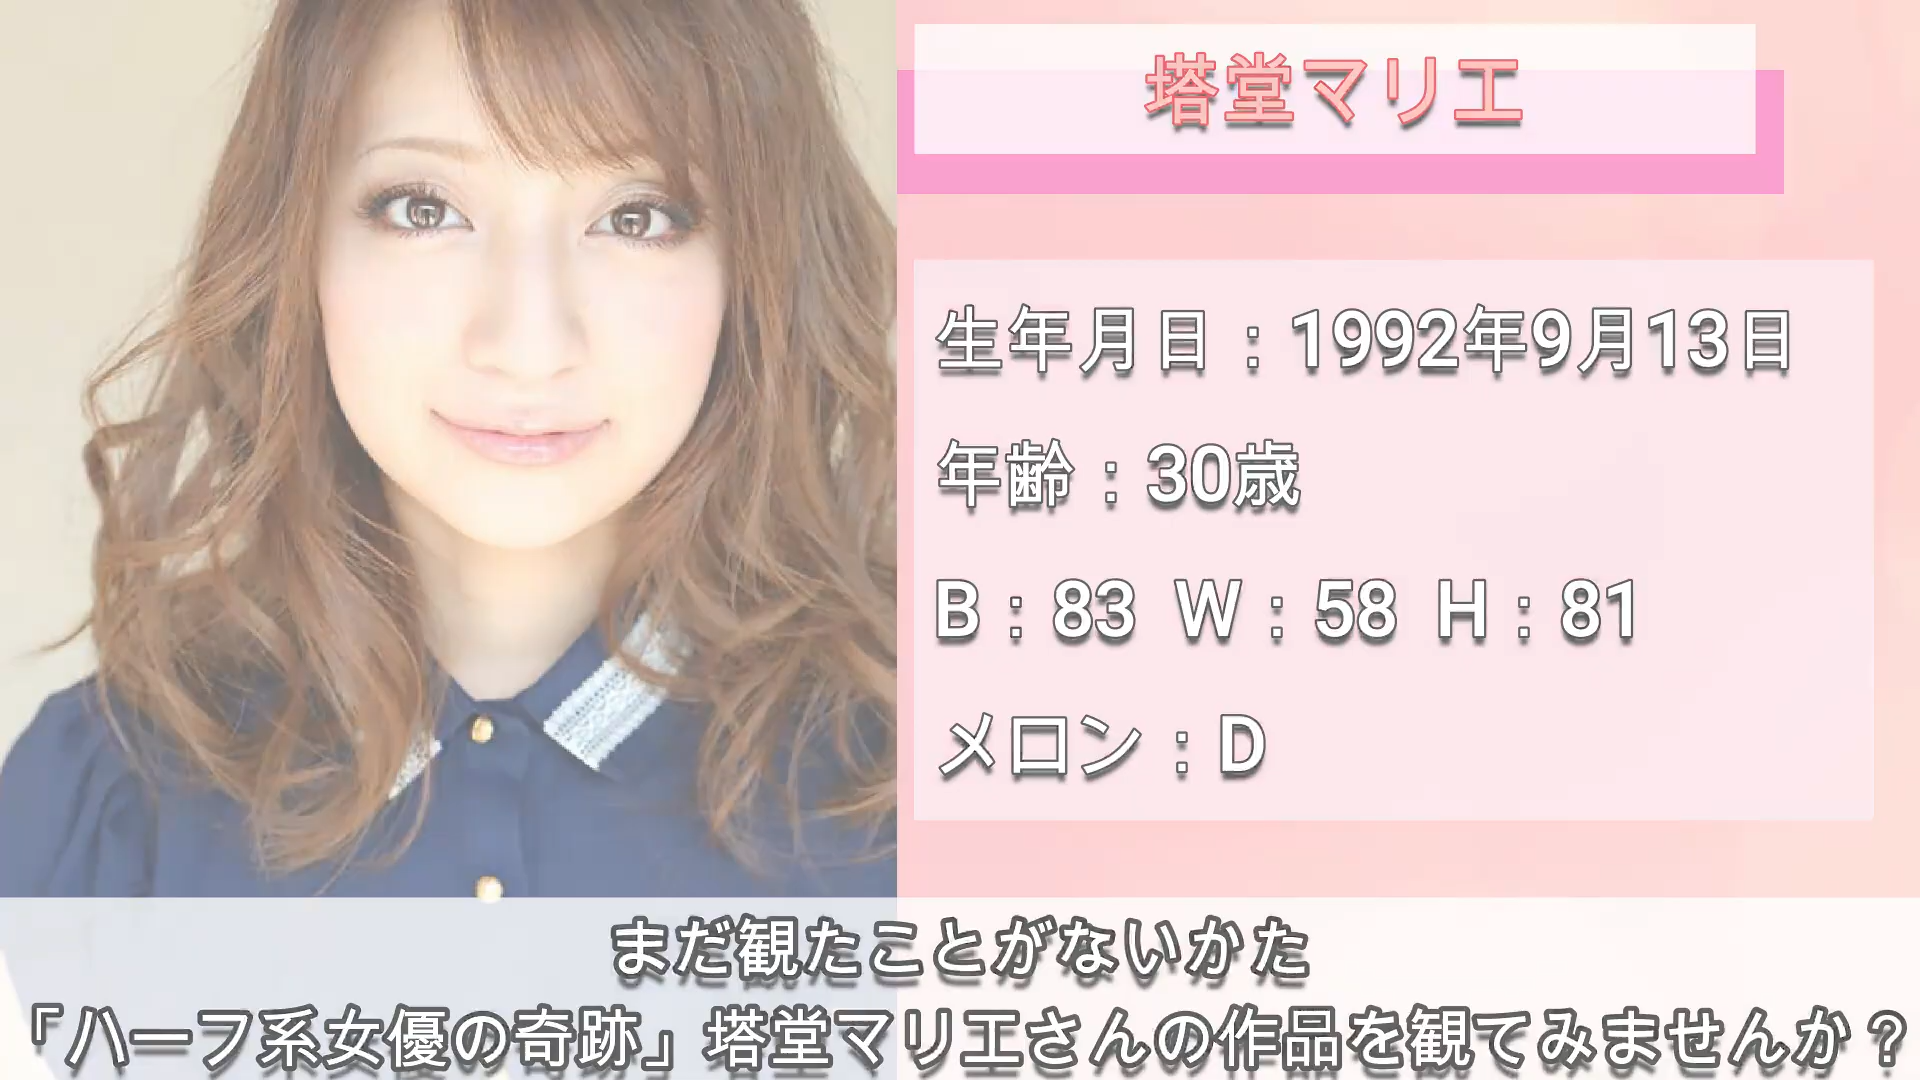 塔堂マリエ
生年月日：1992年9月13日
年齢：30歳
B：83 W：58 H：81
メロン：D
まだ観たことがないかた
「ハーフ系女優の奇跡」塔堂マリエさんの作品を観てみませんか？